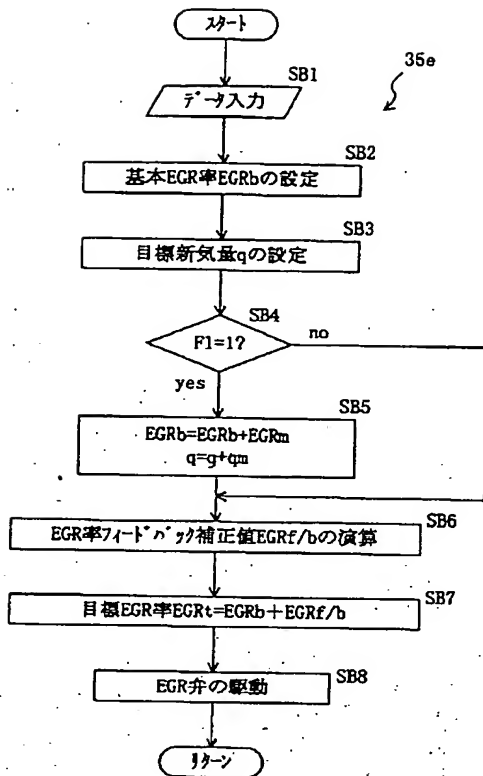 スタート
35e
SB1
データ入力
SB2
基本EGR率EGRbの設定
SB3
目標新気量qの設定
SB4
F1=1?
no
yes
SB5
EGRb=EGRb+EGRm
q=g+qm
SB6
EGR率フィードバック補正値EGRf/bの演算
SB7
目標EGR率EGRt=EGRb+EGRf/b
SB8
EGR弁の駆動
リターン